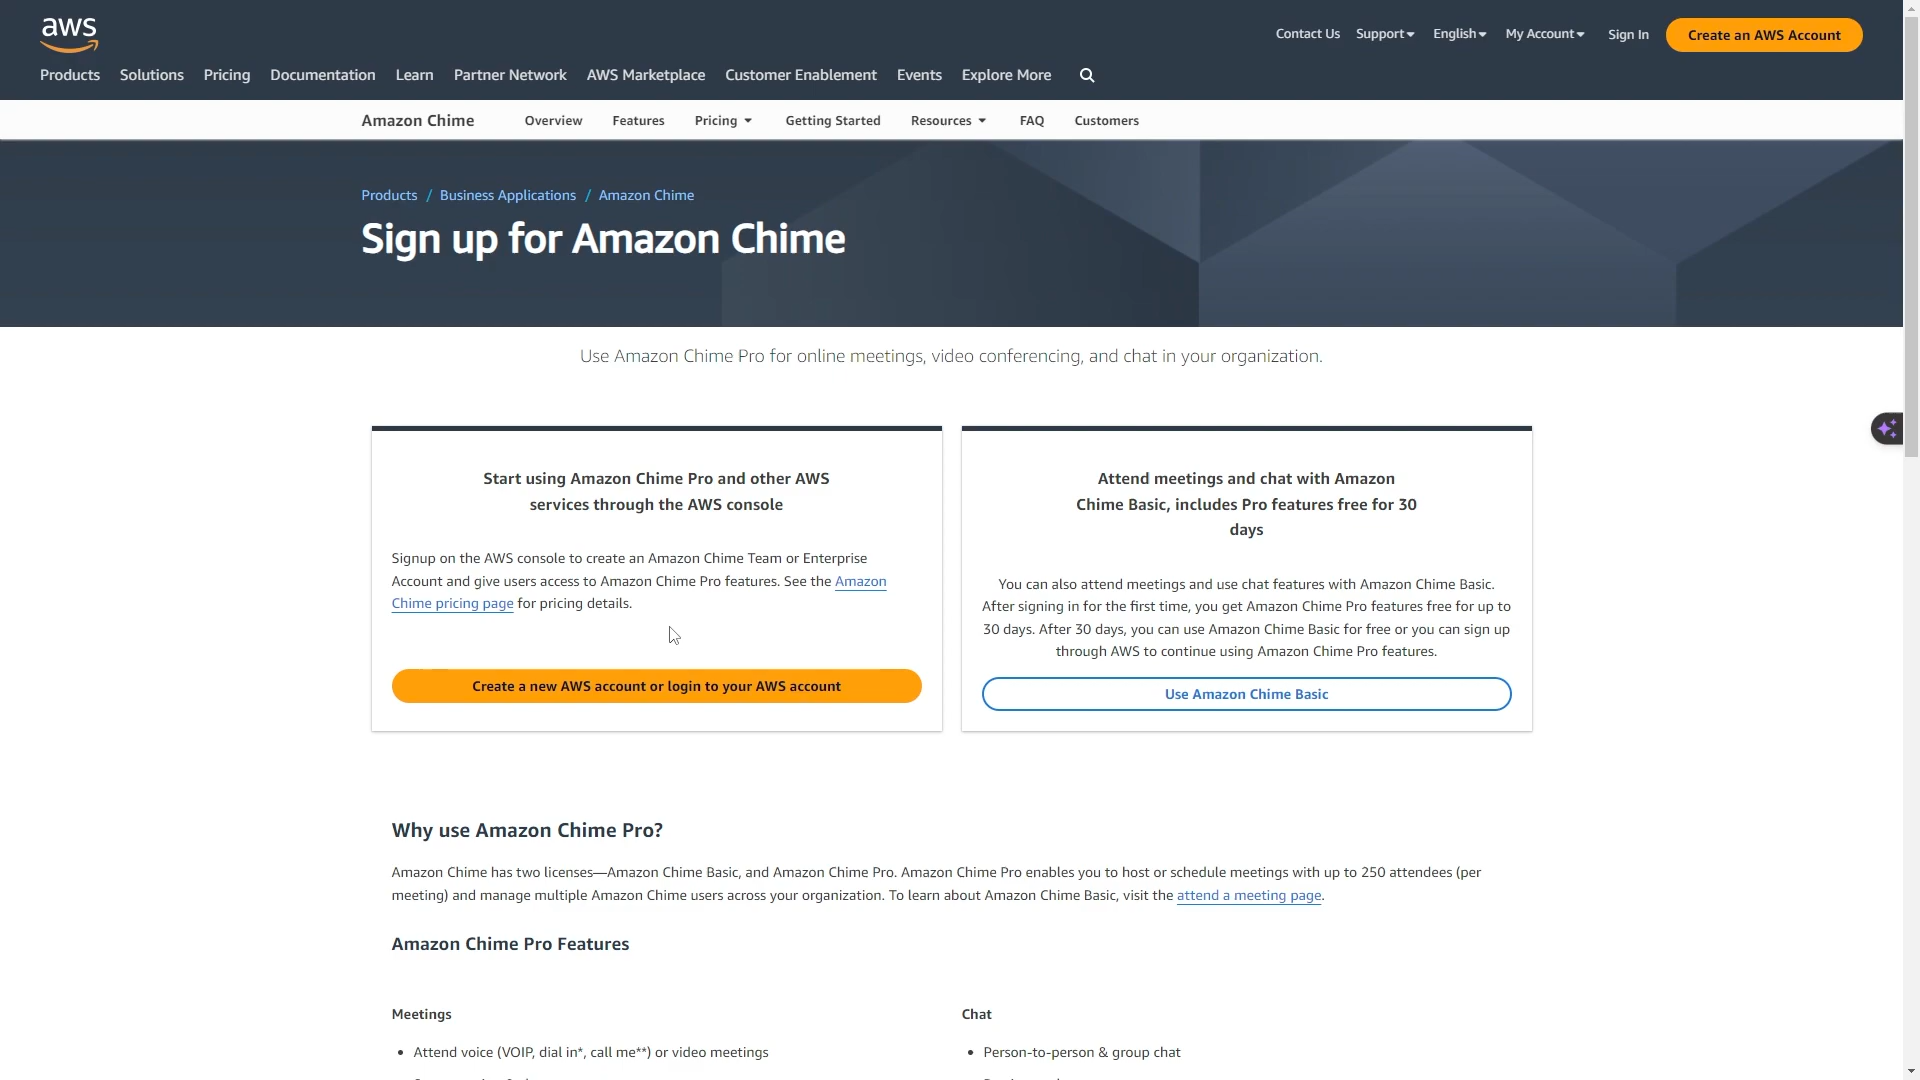 aws
Contact Us Support English My Account Sign In Create an AWS Account
Products Solutions Pricing Documentation Learn Partner Network AWS Marketplace Customer Enablement Events Explore More
Amazon Chime Overview Features Pricing Getting Started Resources FAQ Customers
Products / Business Applications / Amazon Chime
Sign up for Amazon Chime
Use Amazon Chime Pro for online meetings, video conferencing, and chat in your organization.
Start using Amazon Chime Pro and other AWS
services through the AWS console
Signup on the AWS console to create an Amazon Chime Team or Enterprise
Account and give users access to Amazon Chime Pro features. See the Amazon
Chime pricing page for pricing details.
Create a new AWS account or login to your AWS account
Attend meetings and chat with Amazon
Chime Basic, includes Pro features free for 30
days
You can also attend meetings and use chat features with Amazon Chime Basic.
After signing in for the first time, you get Amazon Chime Pro features free for up to
30 days. After 30 days, you can use Amazon Chime Basic for free or you can sign up
through AWS to continue using Amazon Chime Pro features.
Use Amazon Chime Basic
Why use Amazon Chime Pro?
Amazon Chime has two licenses—Amazon Chime Basic, and Amazon Chime Pro. Amazon Chime Pro enables you to host or schedule meetings with up to 250 attendees (per
meeting) and manage multiple Amazon Chime users across your organization. To learn about Amazon Chime Basic, visit the attend a meeting page.
Amazon Chime Pro Features
Meetings
• Attend voice (VOIP, dial in*, call me**) or video meetings
Chat
• Person-to-person & group chat